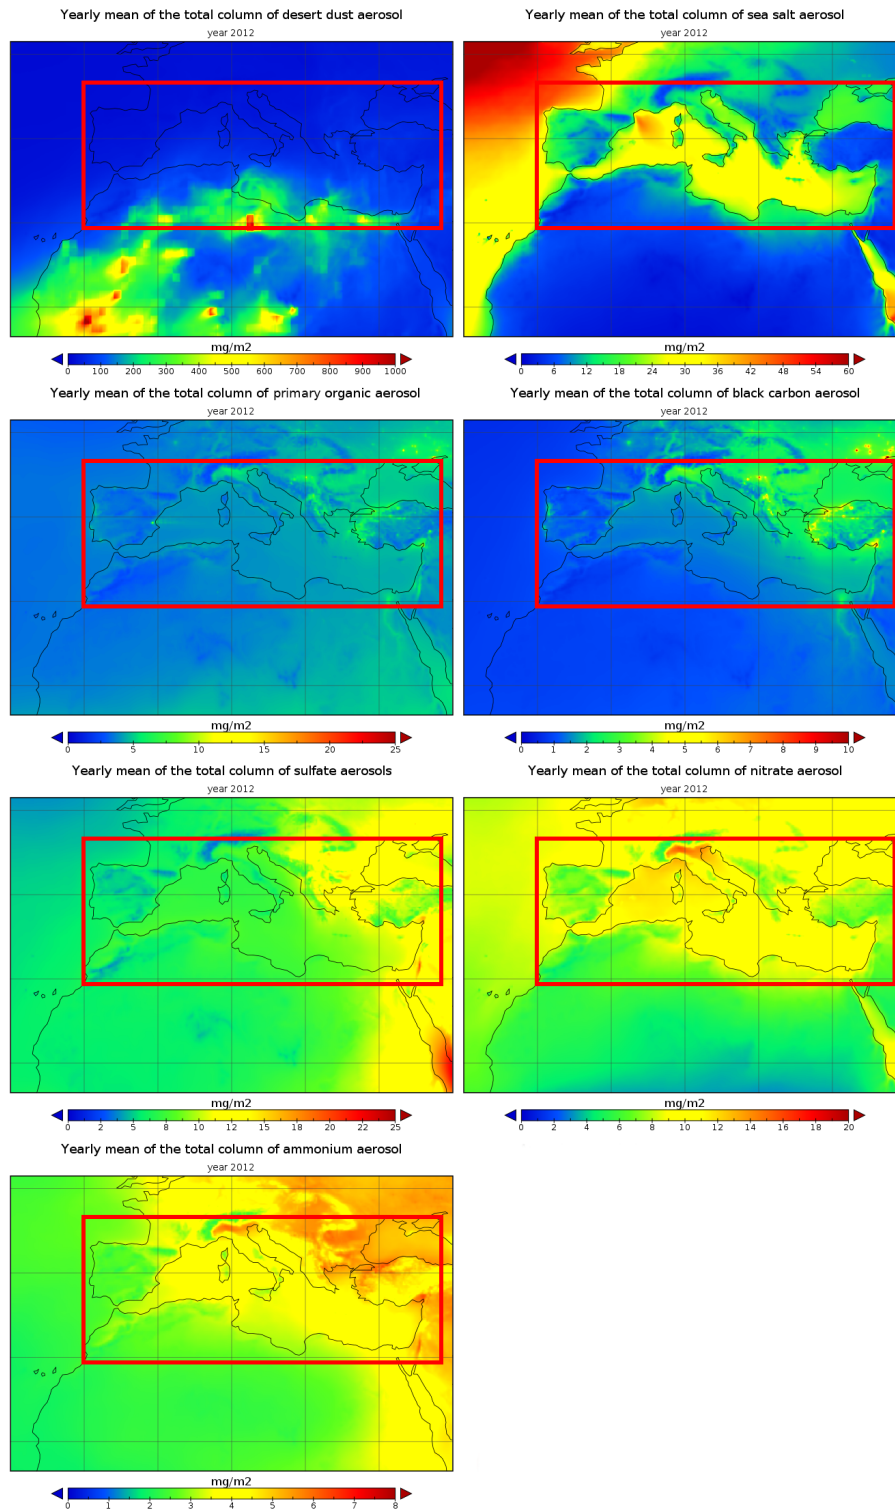 Yearly mean of the total column of desert dust aerosol
year 2012
mg/m2
0 100 200 300 400 500 600 700 800 900 1000
Yearly mean of the total column of sea salt aerosol
year 2012
mg/m2
0 6 12 18 24 30 36 42 48 54 60
Yearly mean of the total column of primary organic aerosol
year 2012
mg/m2
0 5 10 15 20 25
Yearly mean of the total column of black carbon aerosol
year 2012
mg/m2
0 1 2 3 4 5 6 7 8 9 10
Yearly mean of the total column of sulfate aerosols
year 2012
mg/m2
0 2 5 8 10 12 15 18 20 22 25
Yearly mean of the total column of nitrate aerosol
year 2012
mg/m2
0 2 4 6 8 10 12 14 16 18 20
Yearly mean of the total column of ammonium aerosol
year 2012
mg/m2
0 1 2 3 4 5 6 7 8